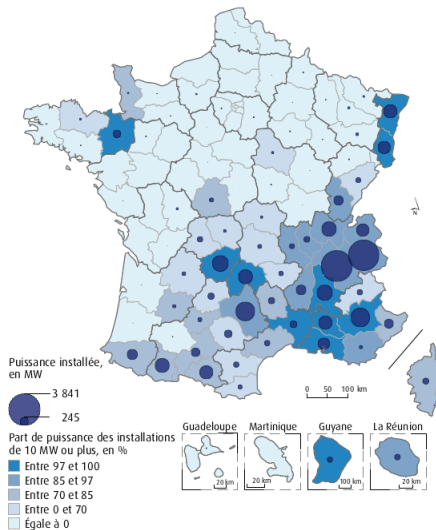 N
Puissance installée,
en MW
3 841
245
0 50 100 km
Part de puissance des installations
de 10 MW ou plus, en %
Entre 97 et 100
Entre 85 et 97
Entre 70 et 85
Entre 0 et 70
Égale à 0
Guadeloupe
Martinique
Guyane
La Réunion
20 km
20 km
100 km
20 km